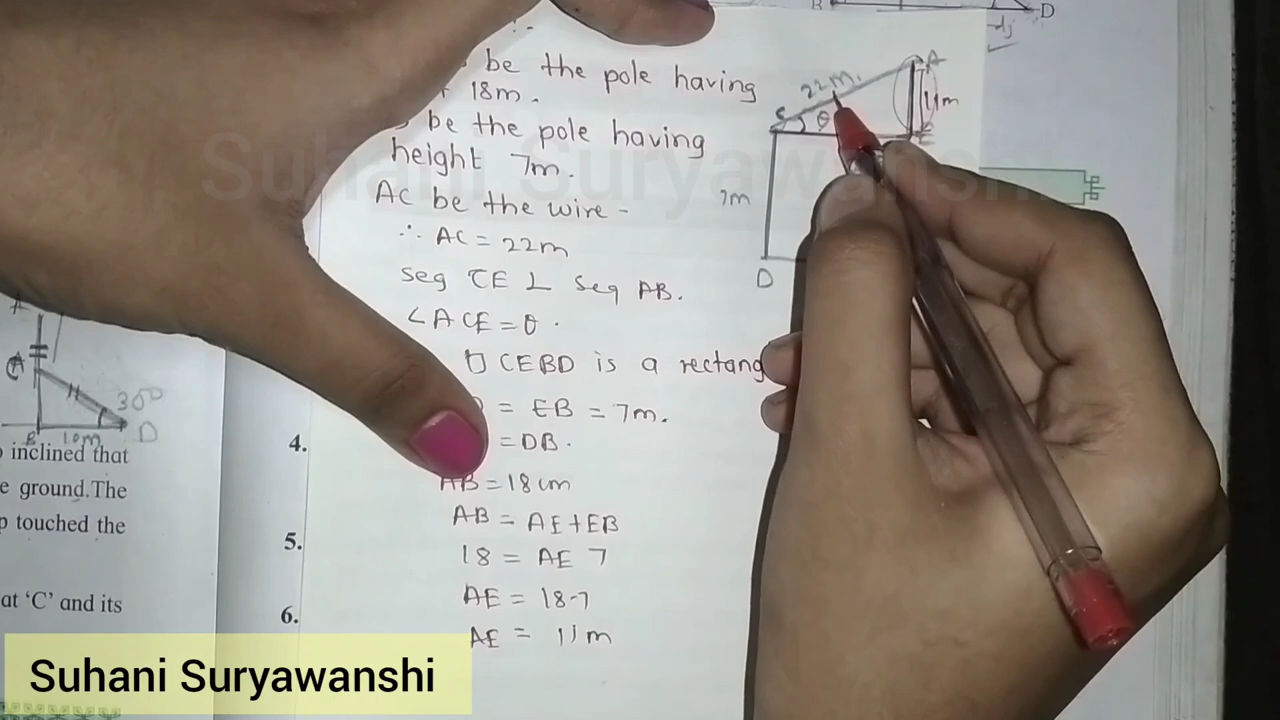 D
be the pole having
18m.
be the pole having
height 7m.
AC be the wire -
∴ AC = 22m
seg CE ⊥ seg AB.
∠ACE = θ.
▯ CEBD is a rectang
= EB = 7m.
= DB.
AB = 18cm
AB = AE+EB
18 = AE 7
AE = 18-7
AE = 11m
22m.
A
C
θ
11m
E
7m
D
A
30°
B
10m
D
inclined that
e ground.The
p touched the
at 'C' and its
4.
5.
6.
Suhani Suryawanshi
Suhani Suryawanshi